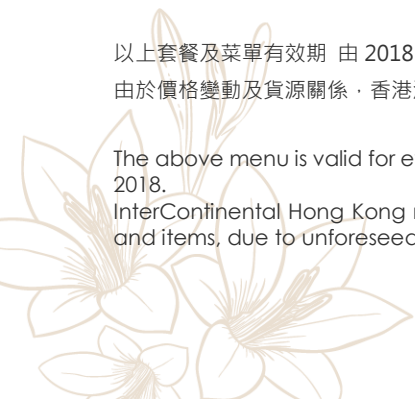 以上套餐及菜單有效期 由 2018
由於價格變動及貨源關係，香港
The above menu is valid for e
2018.
InterContinental Hong Kong
and items, due to unforeseed